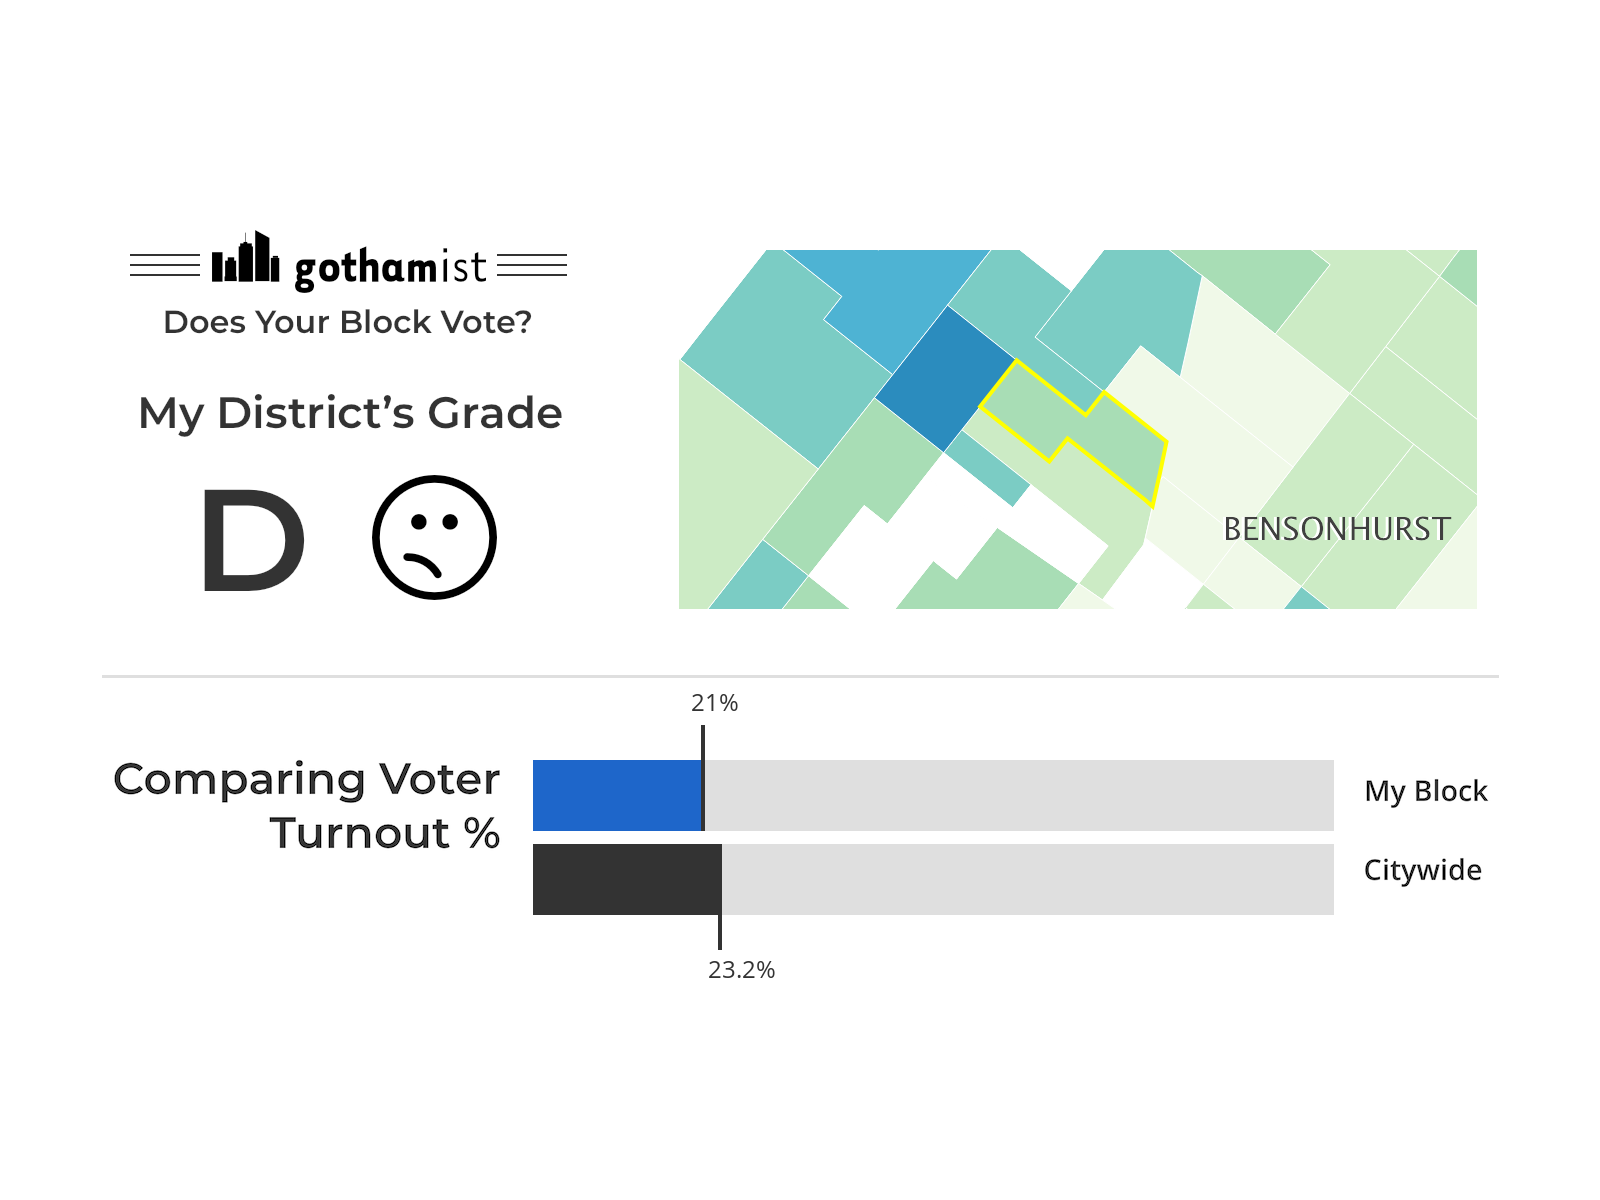 gothamist
Does Your Block Vote?
My District’s Grade
D
BENSONHURST
21%
Comparing Voter
Turnout %
My Block
Citywide
23.2%